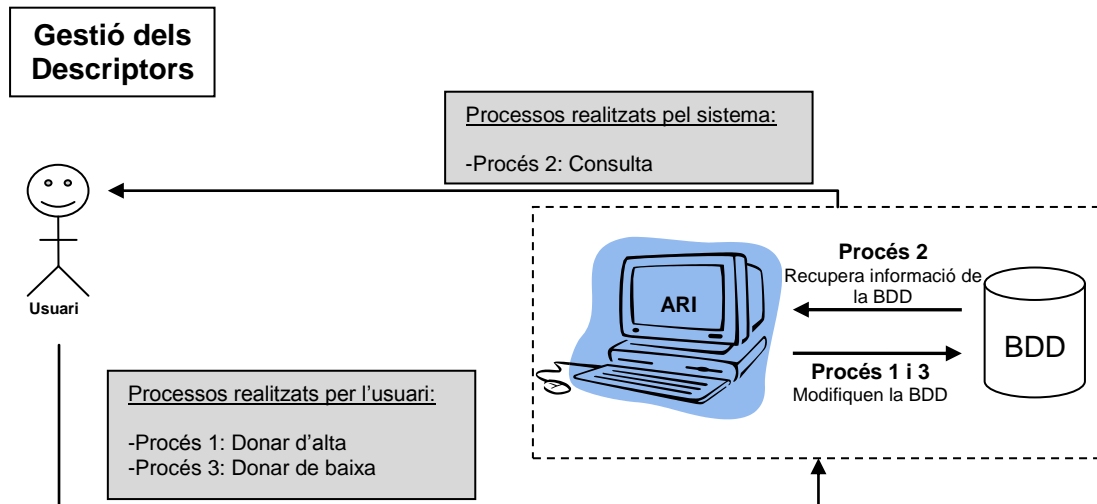 Gestió dels
Descriptors
Processos realitzats pel sistema:
-Procés 2: Consulta
Usuari
ARI
Procés 2
Recupera informació de
la BDD
Procés 1 i 3
Modifiquen la BDD
BDD
Processos realitzats per l’usuari:
-Procés 1: Donar d’alta
-Procés 3: Donar de baixa